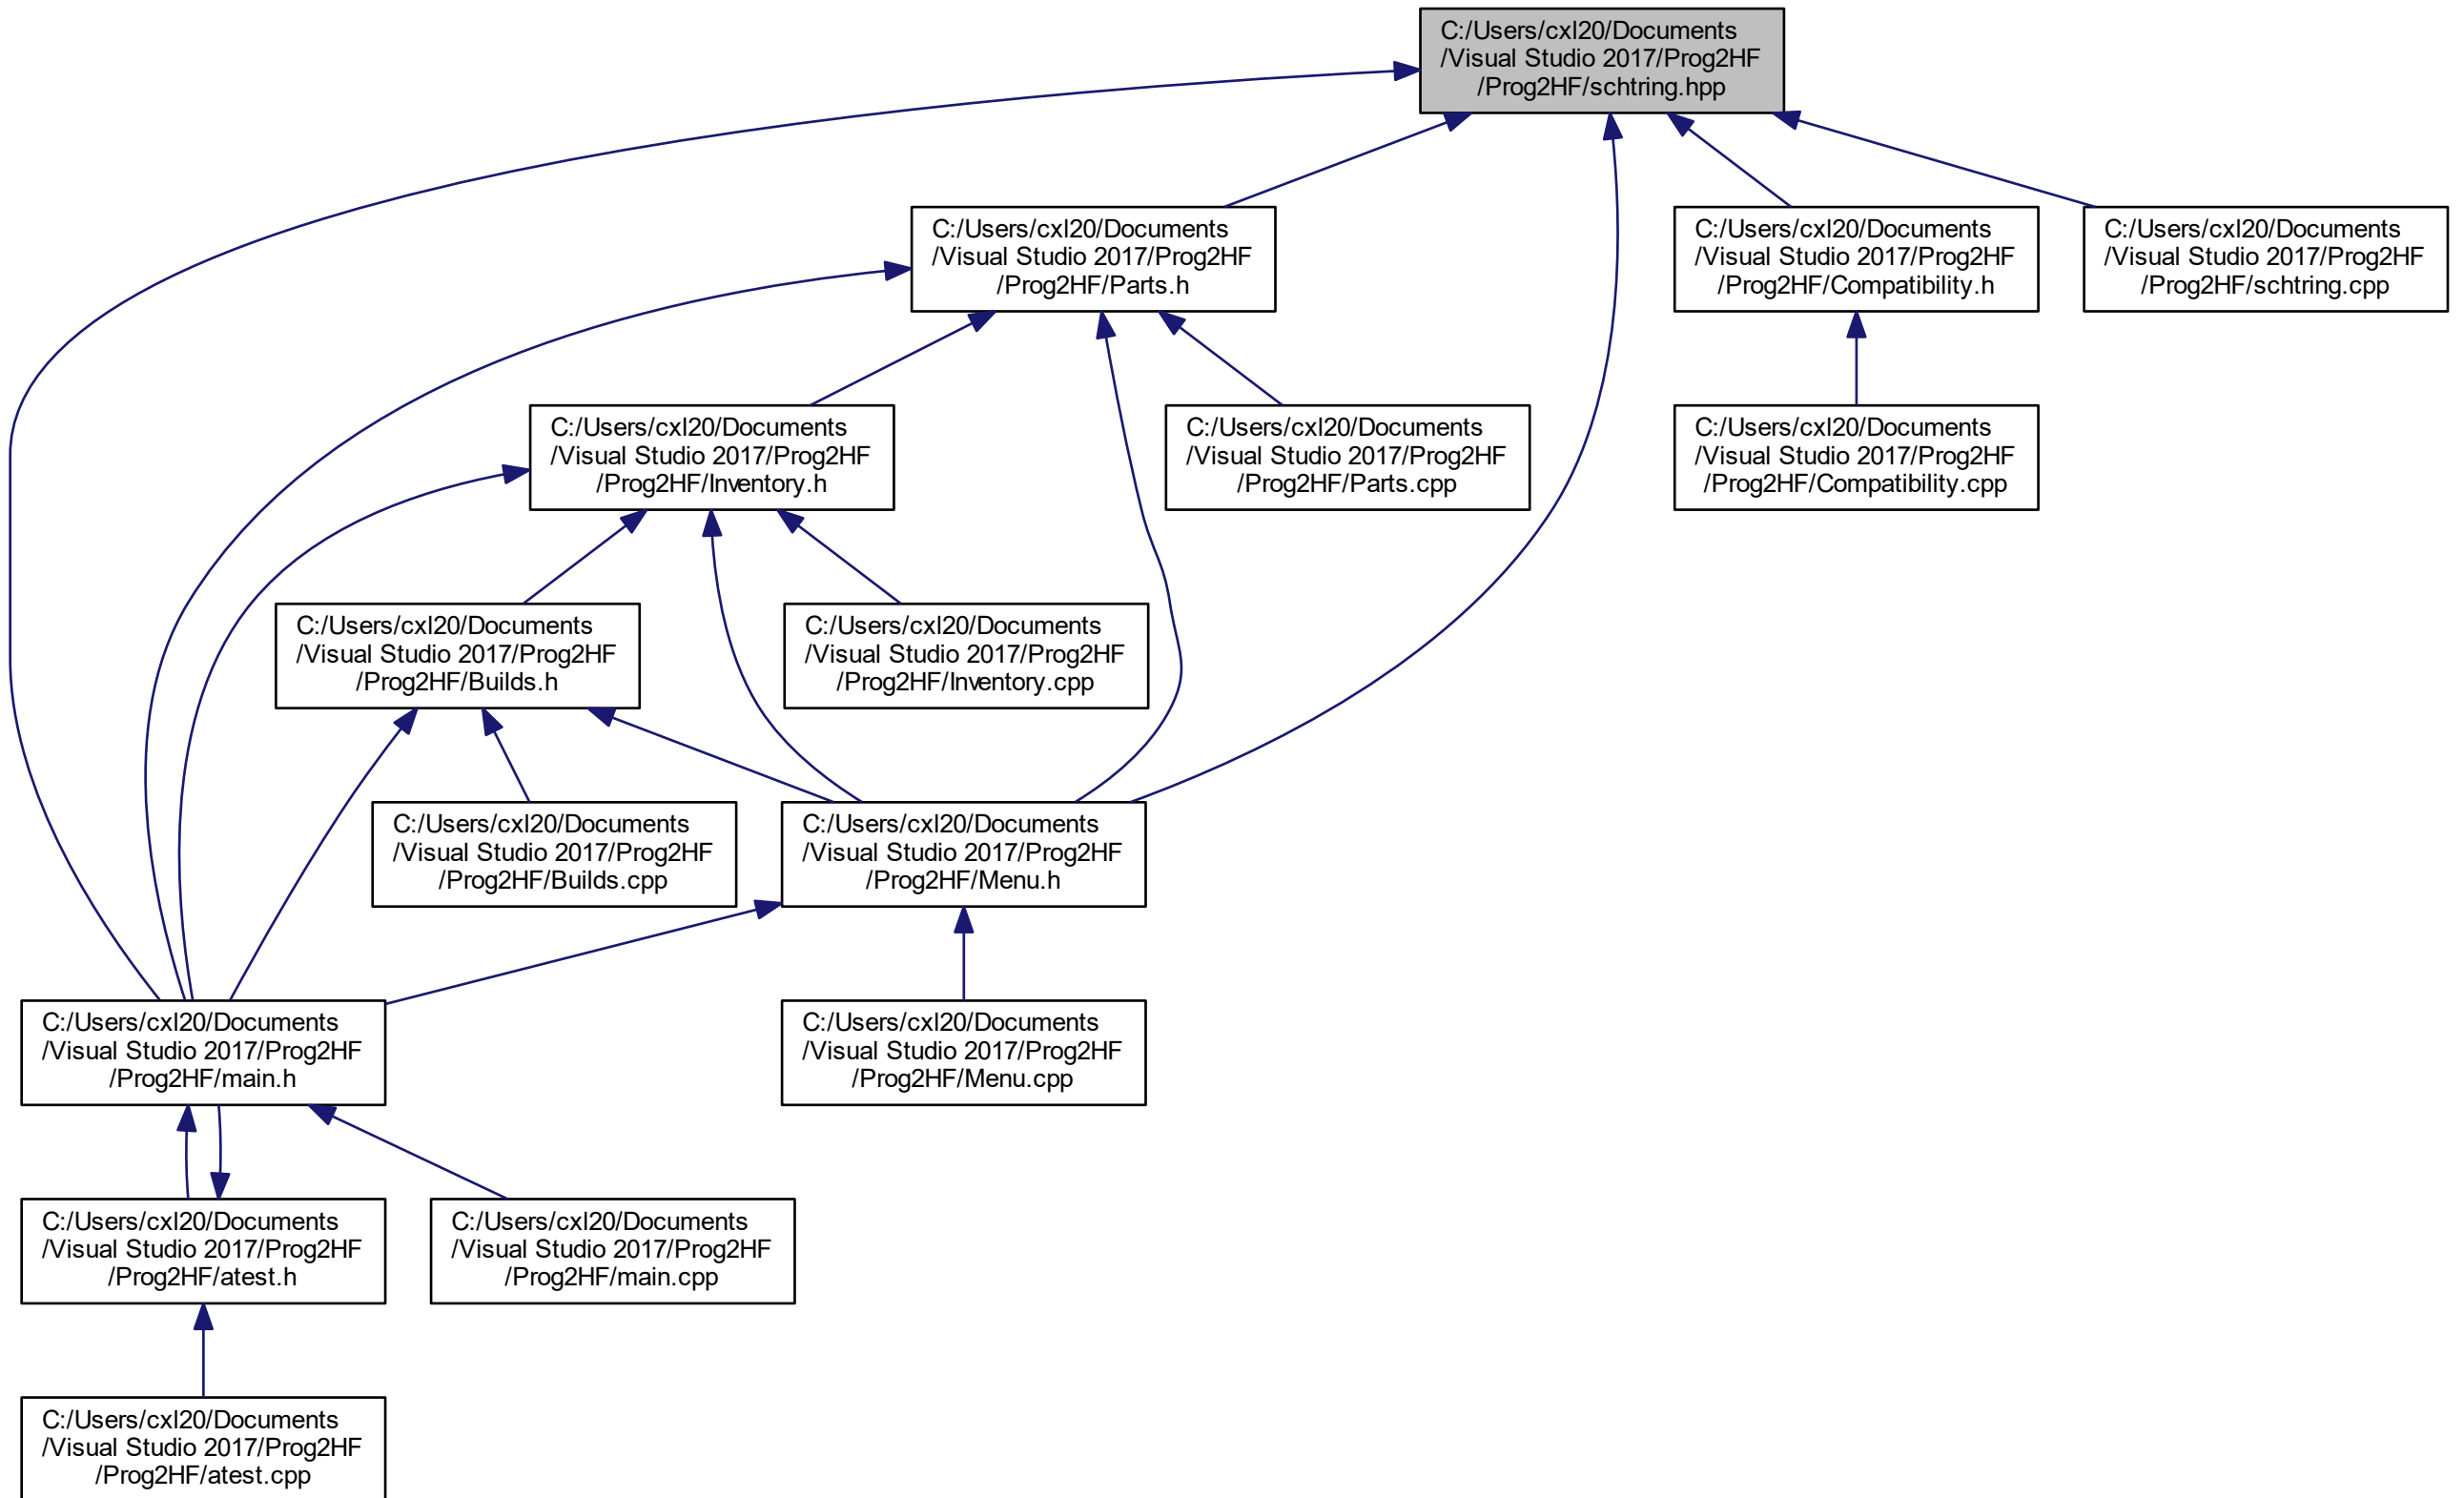 C:/Users/cxl20/Documents
/Visual Studio 2017/Prog2HF
/Prog2HF/schtring.hpp
C:/Users/cxl20/Documents
/Visual Studio 2017/Prog2HF
/Prog2HF/Parts.h
C:/Users/cxl20/Documents
/Visual Studio 2017/Prog2HF
/Prog2HF/Compatibility.h
C:/Users/cxl20/Documents
/Visual Studio 2017/Prog2HF
/Prog2HF/schtring.cpp
C:/Users/cxl20/Documents
/Visual Studio 2017/Prog2HF
/Prog2HF/Inventory.h
C:/Users/cxl20/Documents
/Visual Studio 2017/Prog2HF
/Prog2HF/Parts.cpp
C:/Users/cxl20/Documents
/Visual Studio 2017/Prog2HF
/Prog2HF/Compatibility.cpp
C:/Users/cxl20/Documents
/Visual Studio 2017/Prog2HF
/Prog2HF/Builds.h
C:/Users/cxl20/Documents
/Visual Studio 2017/Prog2HF
/Prog2HF/Inventory.cpp
C:/Users/cxl20/Documents
/Visual Studio 2017/Prog2HF
/Prog2HF/Builds.cpp
C:/Users/cxl20/Documents
/Visual Studio 2017/Prog2HF
/Prog2HF/Menu.h
C:/Users/cxl20/Documents
/Visual Studio 2017/Prog2HF
/Prog2HF/main.h
C:/Users/cxl20/Documents
/Visual Studio 2017/Prog2HF
/Prog2HF/Menu.cpp
C:/Users/cxl20/Documents
/Visual Studio 2017/Prog2HF
/Prog2HF/atest.h
C:/Users/cxl20/Documents
/Visual Studio 2017/Prog2HF
/Prog2HF/main.cpp
C:/Users/cxl20/Documents
/Visual Studio 2017/Prog2HF
/Prog2HF/atest.cpp